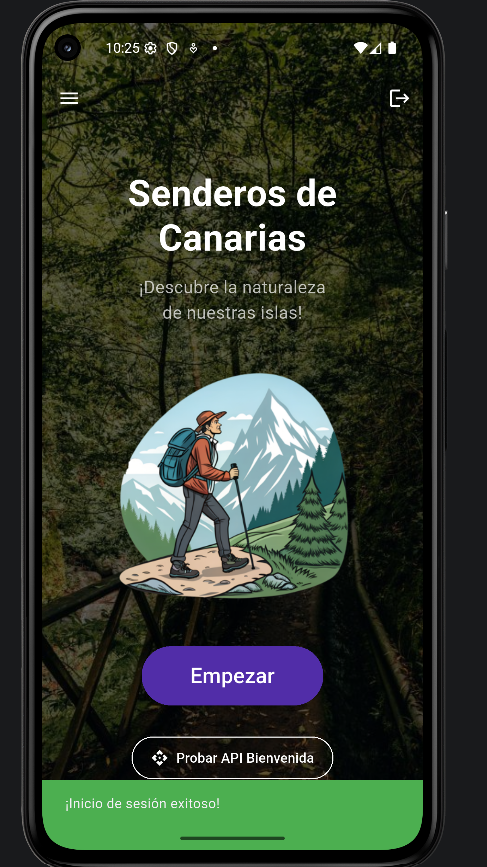 10:25
Senderos de
Canarias
¡Descubre la naturaleza
de nuestras islas!
Empezar
Probar API Bienvenida
¡Inicio de sesión exitoso!